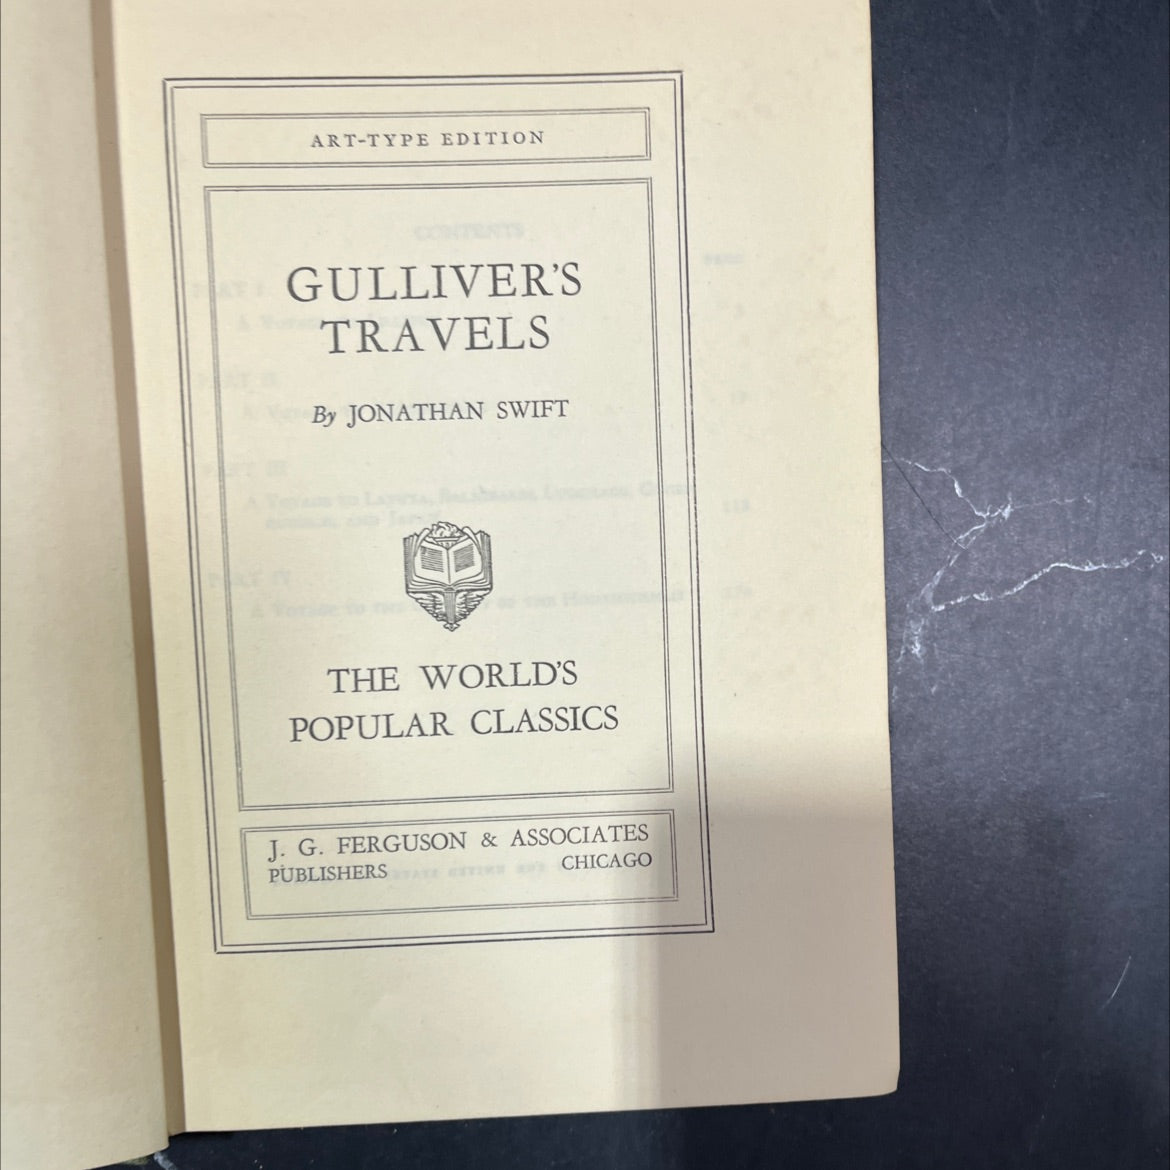 ART-TYPE EDITION
GULLIVER'S
TRAVELS
By JONATHAN SWIFT
THE WORLD'S
POPULAR CLASSICS
J. G. FERGUSON & ASSOCIATES
PUBLISHERS CHICAGO